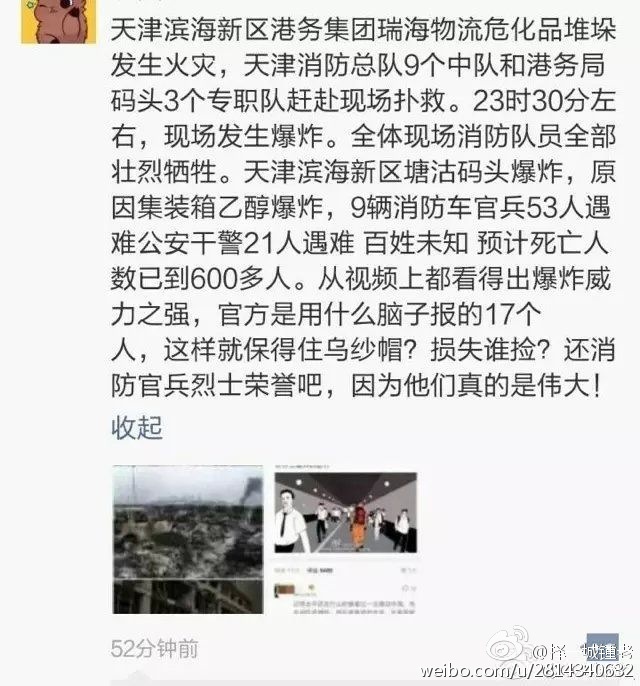 天津滨海新区港务集团瑞海物流危化品堆垛
发生火灾，天津消防总队9个中队和港务局
码头3个专职队赶赴现场扑救。23时30分左
右，现场发生爆炸。全体现场消防队员全部
壮烈牺牲。天津滨海新区塘沽码头爆炸，原
因集装箱乙醇爆炸，9辆消防车官兵53人遇
难公安干警21人遇难 百姓未知 预计死亡人
数已到600多人。从视频上都看得出爆炸威
力之强，官方是用什么脑子报的17个
人，这样就保得住乌纱帽？损失谁捡？还消
防官兵烈士荣誉吧，因为他们真的是伟大！
收起
52分钟前
weibo.com/u/2814340632